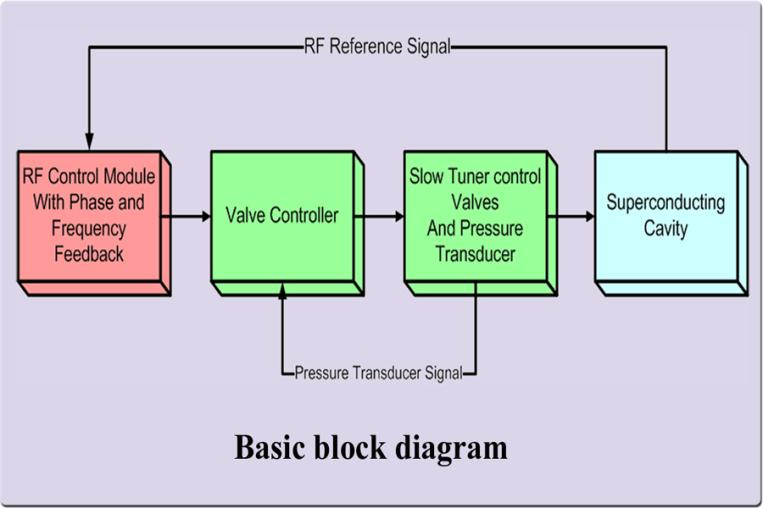 RF Reference Signal
RF Control Module
With Phase and
Frequency
Feedback
Valve Controller
Slow Tuner control
Valves
And Pressure
Transducer
Superconducting
Cavity
Pressure Transducer Signal
Basic block diagram